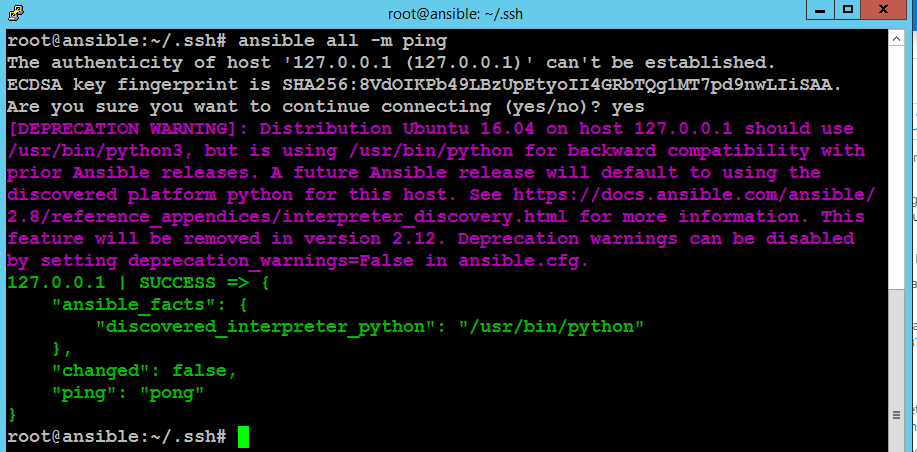 root@ansible: ~/.ssh
root@ansible:~/.ssh# ansible all -m ping
The authenticity of host '127.0.0.1 (127.0.0.1)' can't be established.
ECDSA key fingerprint is SHA256:8VdOIKPb49LBzUpEtyoII4GRbTQglMT7pd9nwLIiSAA.
Are you sure you want to continue connecting (yes/no)? yes
[DEPRECATION WARNING]: Distribution Ubuntu 16.04 on host 127.0.0.1 should use
/usr/bin/python3, but is using /usr/bin/python for backward compatibility with
prior Ansible releases. A future Ansible release will default to using the
discovered platform python for this host. See https://docs.ansible.com/ansible/
2.8/reference_appendices/interpreter_discovery.html for more information. This
feature will be removed in version 2.12. Deprecation warnings can be disabled
by setting deprecation_warnings=False in ansible.cfg.
127.0.0.1 | SUCCESS => {
    "ansible_facts": {
        "discovered_interpreter_python": "/usr/bin/python"
    },
    "changed": false,
    "ping": "pong"
}
root@ansible:~/.ssh#